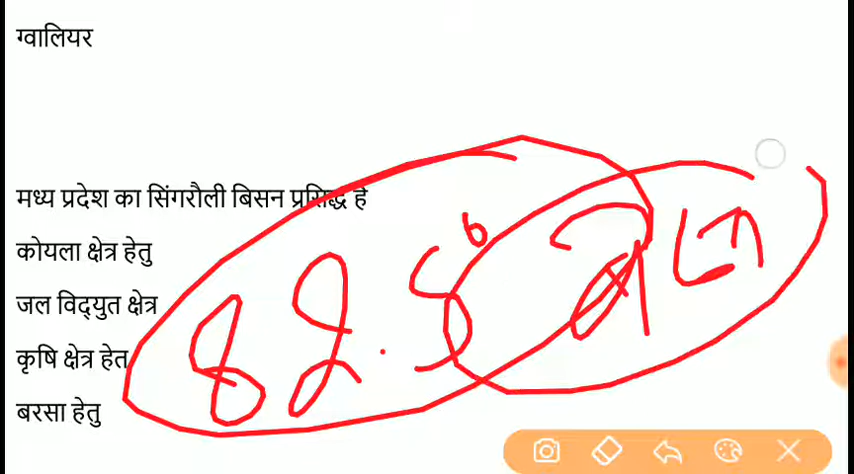 ग्वालियर
मध्य प्रदेश का सिंगरौली बिसन प्रसिद्ध है
कोयला क्षेत्र हेतु
जल विद्युत क्षेत्र
कृषि क्षेत्र हेतु
बरसा हेतु
82.5°